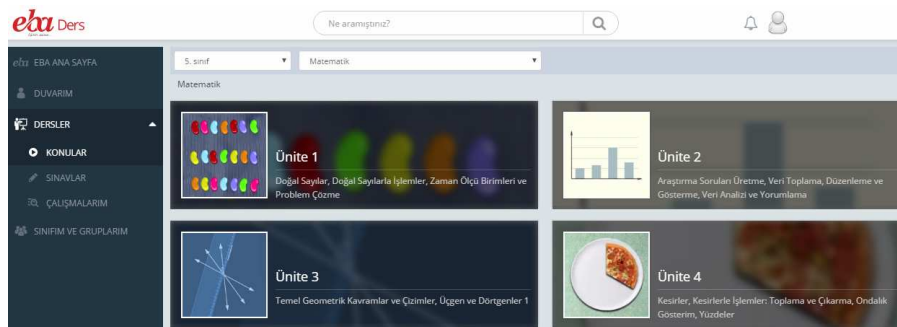 eba Ders
Ne aramıştınız?
eba EBA ANA SAYFA
DUVARIM
DERSLER
KONULAR
SINAVLAR
ÇALIŞMALARIM
SINIFIM VE GRUPLARIM
5. sınıf
Matematik
Matematik
Ünite 1
Doğal Sayılar, Doğal Sayılarla İşlemler, Zaman Ölçü Birimleri ve
Problem Çözme
Ünite 2
Araştırma Soruları Üretme, Veri Toplama, Düzenleme ve
Gösterme, Veri Analizi ve Yorumlama
Ünite 3
Temel Geometrik Kavramlar ve Çizimler, Üçgen ve Dörtgenler 1
Ünite 4
Kesirler, Kesirlerle İşlemler: Toplama ve Çıkarma, Ondalık
Gösterim, Yüzdeler